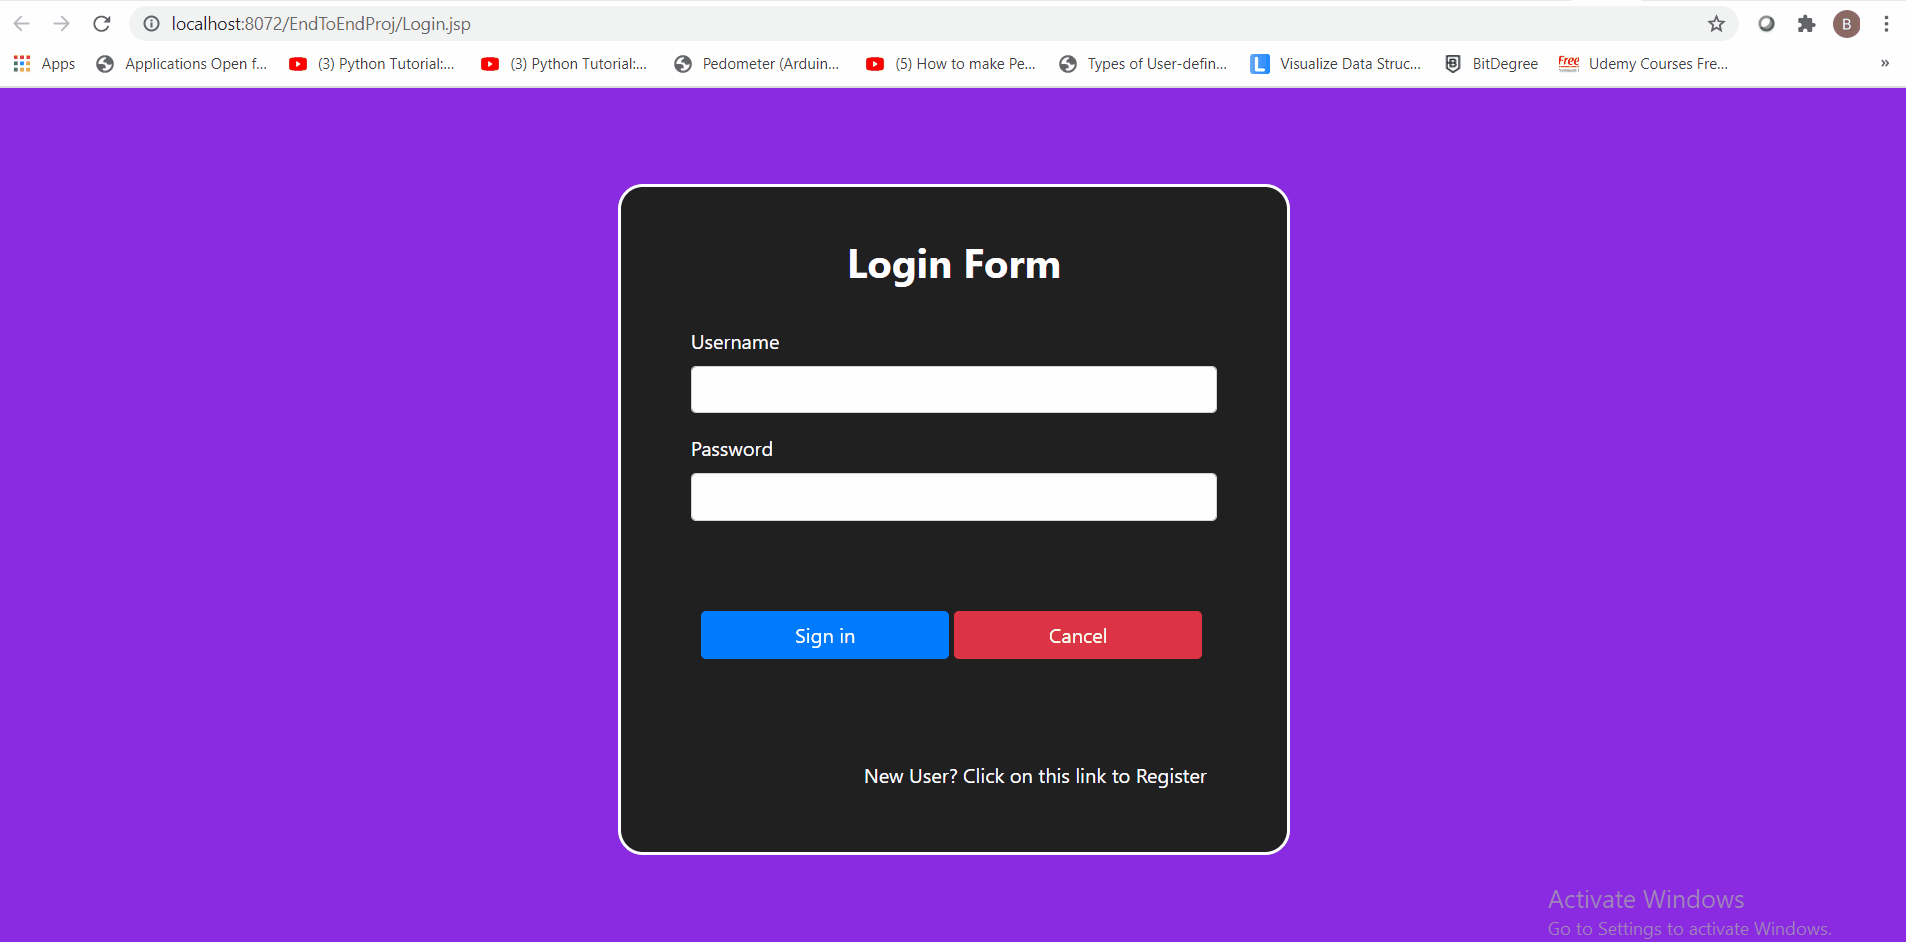 localhost:8072/EndToEndProj/Login.jsp
B
Apps
Applications Open f...
(3) Python Tutorial:...
(3) Python Tutorial:...
Pedometer (Arduin...
(5) How to make Pe...
Types of User-defin...
L
Visualize Data Struc...
B
BitDegree
Free
Udemy Courses Fre...
»
Login Form
Username
Password
Sign in
Cancel
New User? Click on this link to Register
Activate Windows
Go to Settings to activate Windows.